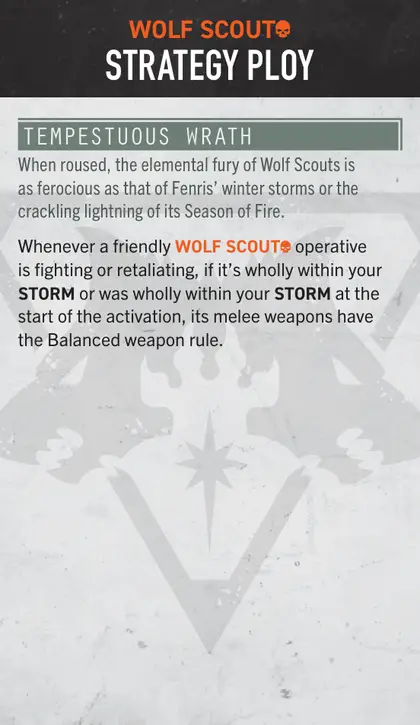 WOLF SCOUT
STRATEGY PLOY
TEMPESTUOUS WRATH
When roused, the elemental fury of Wolf Scouts is
as ferocious as that of Fenris’ winter storms or the
crackling lightning of its Season of Fire.
Whenever a friendly WOLF SCOUT operative
is fighting or retaliating, if it’s wholly within your
STORM or was wholly within your STORM at the
start of the activation, its melee weapons have
the Balanced weapon rule.